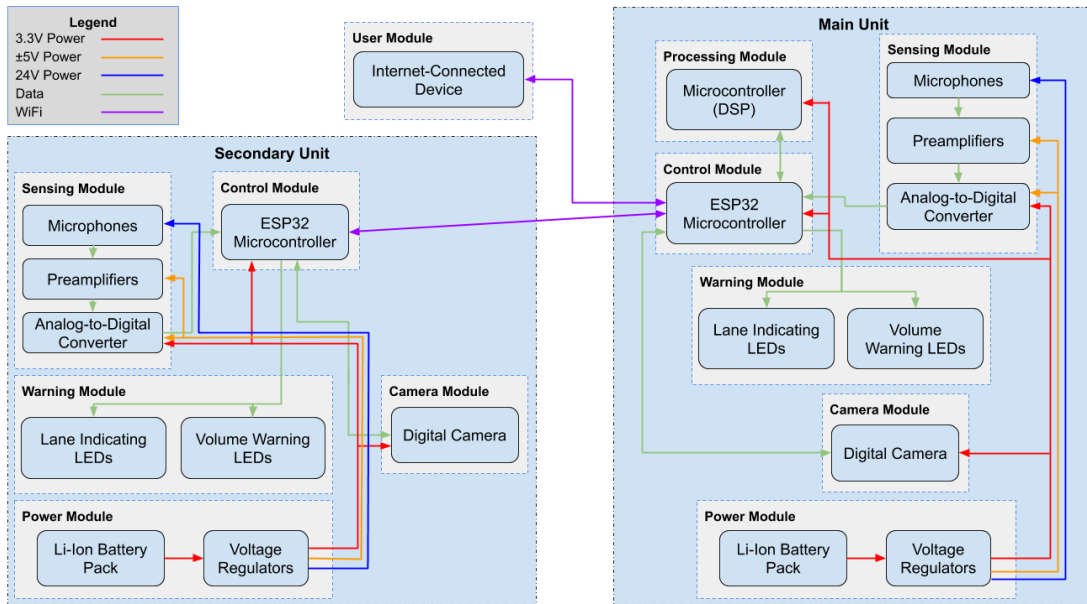 Legend
3.3V Power
±5V Power
24V Power
Data
WiFi
User Module
Internet-Connected
Device
Main Unit
Processing Module
Microcontroller
(DSP)
Sensing Module
Microphones
Preamplifiers
Analog-to-Digital
Converter
Control Module
ESP32
Microcontroller
Warning Module
Lane Indicating
LEDs
Volume
Warning LEDs
Camera Module
Digital Camera
Power Module
Li-Ion Battery
Pack
Voltage
Regulators
Secondary Unit
Sensing Module
Microphones
Preamplifiers
Analog-to-Digital
Converter
Control Module
ESP32
Microcontroller
Warning Module
Lane Indicating
LEDs
Volume Warning
LEDs
Camera Module
Digital Camera
Power Module
Li-Ion Battery
Pack
Voltage
Regulators